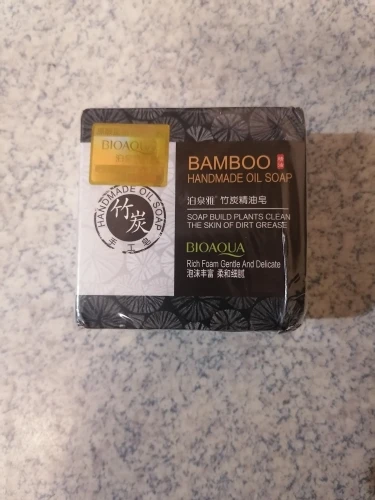 BIOAQUA
HANDMADE OIL SOAP
竹炭
手工皂
BAMBOO
HANDMADE OIL SOAP
泊泉雅 竹炭精油皂
SOAP BUILD PLANTS CLEAN
THE SKIN OF DIRT GREASE
BIOAQUA
Rich Foam Gentle And Delicate
泡沫丰富 柔和细腻